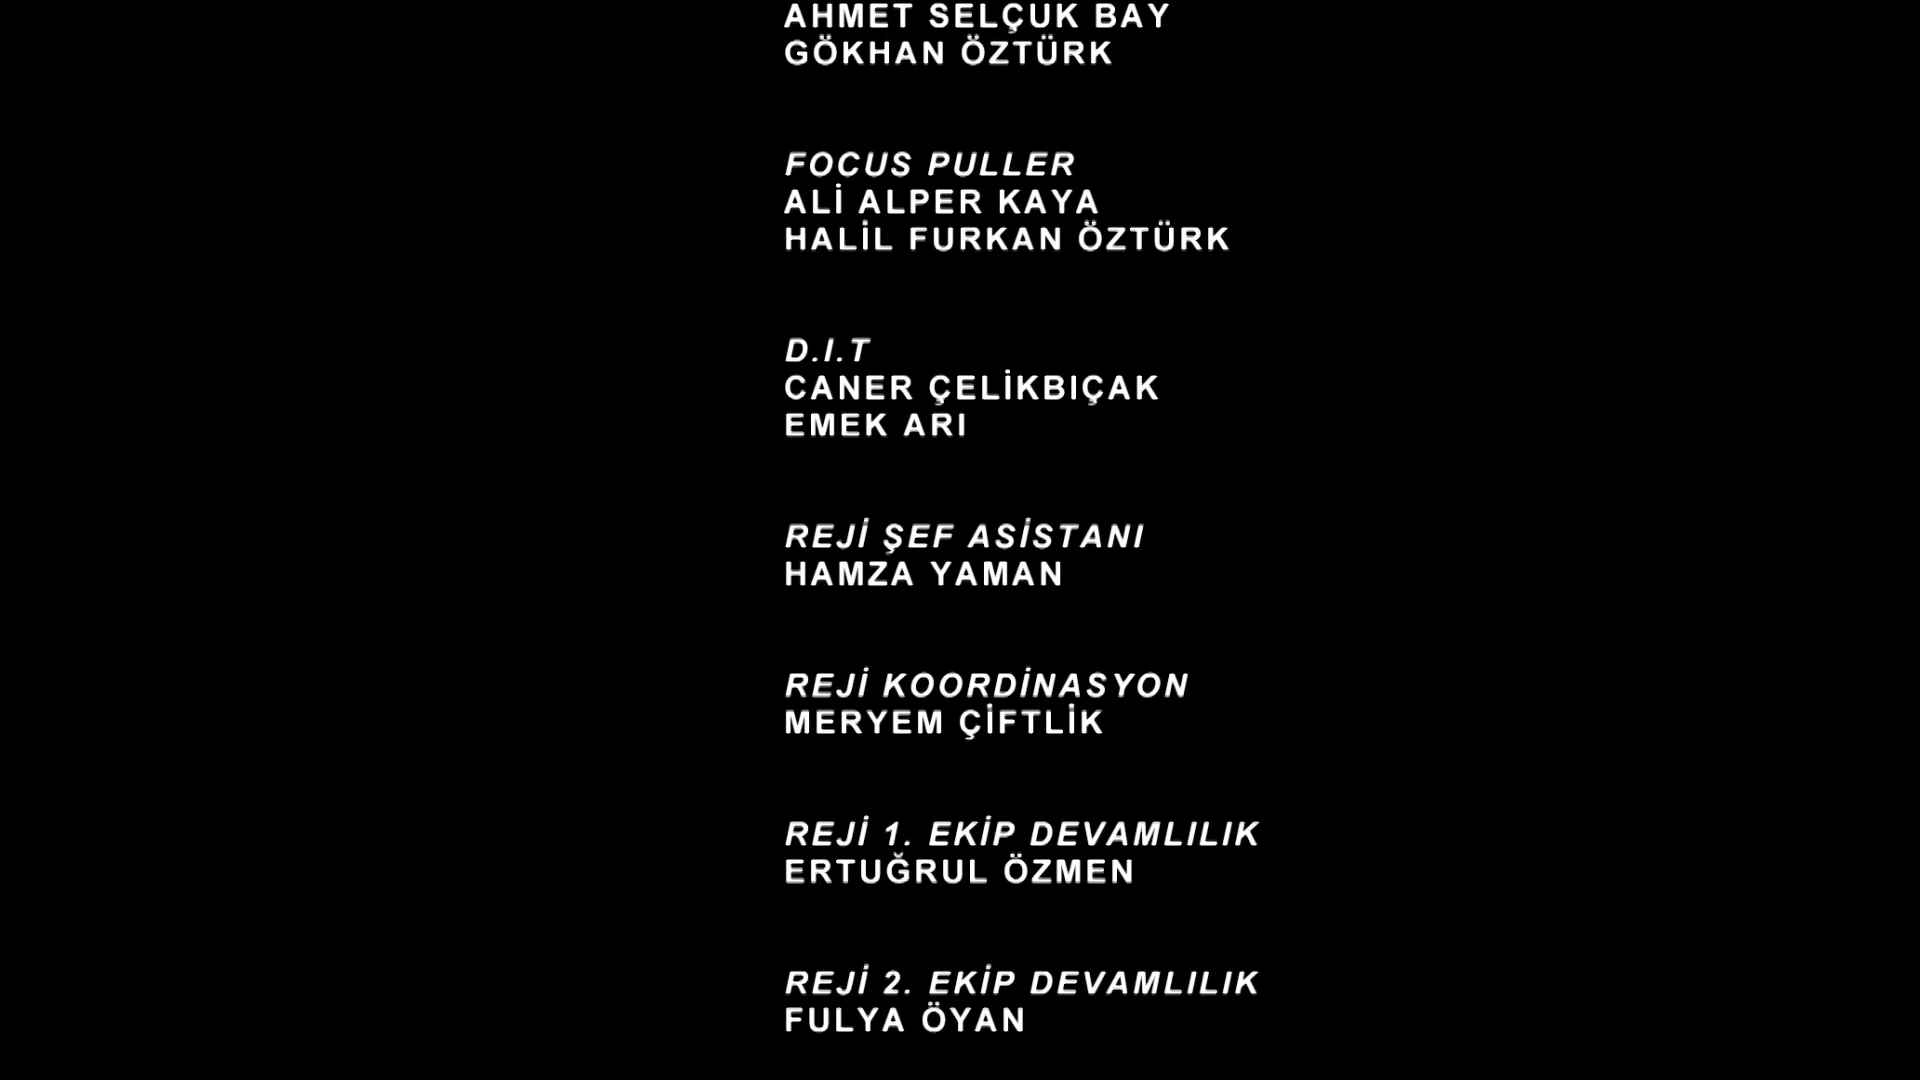 AHMET SELÇUK BAY
GÖKHAN ÖZTÜRK
FOCUS PULLER
ALİ ALPER KAYA
HALİL FURKAN ÖZTÜRK
D.I.T
CANER ÇELİKBIÇAK
EMEK ARI
REJİ ŞEF ASİSTANI
HAMZA YAMAN
REJİ KOORDİNASYON
MERYEM ÇİFTLİK
REJİ 1. EKİP DEVAMLILIK
ERTUĞRUL ÖZMEN
REJİ 2. EKİP DEVAMLILIK
FULYA ÖYAN